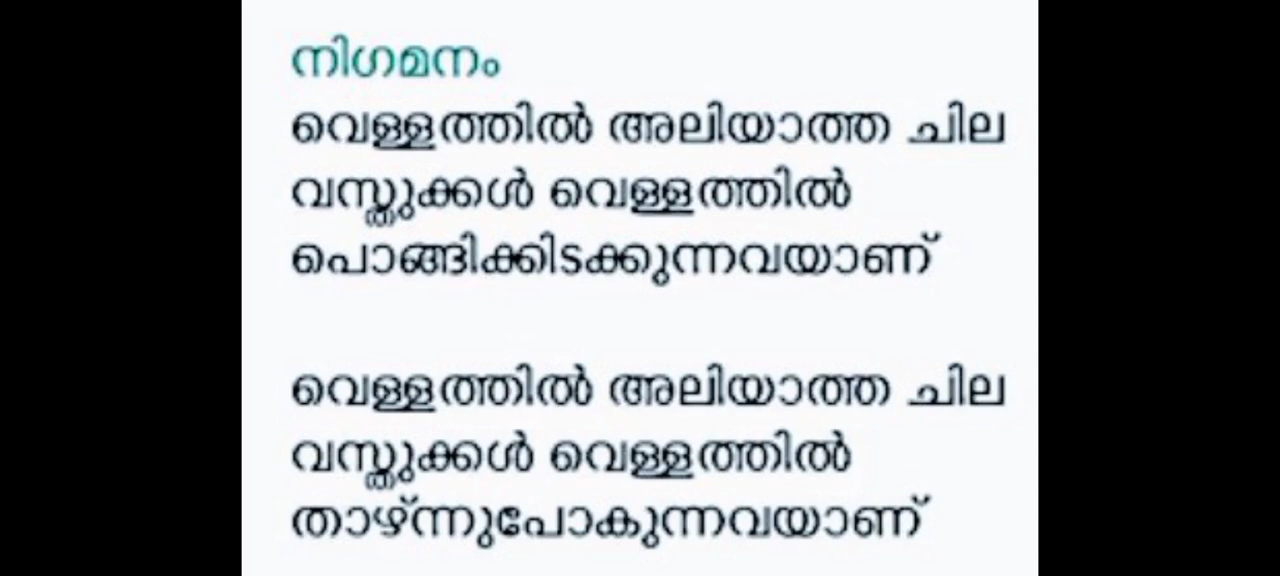 നിഗമനം
വെള്ളത്തിൽ അലിയാത്ത ചില
വസ്തുക്കൾ വെള്ളത്തിൽ
പൊങ്ങിക്കിടക്കുന്നവയാണ്
വെള്ളത്തിൽ അലിയാത്ത ചില
വസ്തുക്കൾ വെള്ളത്തിൽ
താഴ്ന്നുപോകുന്നവയാണ്